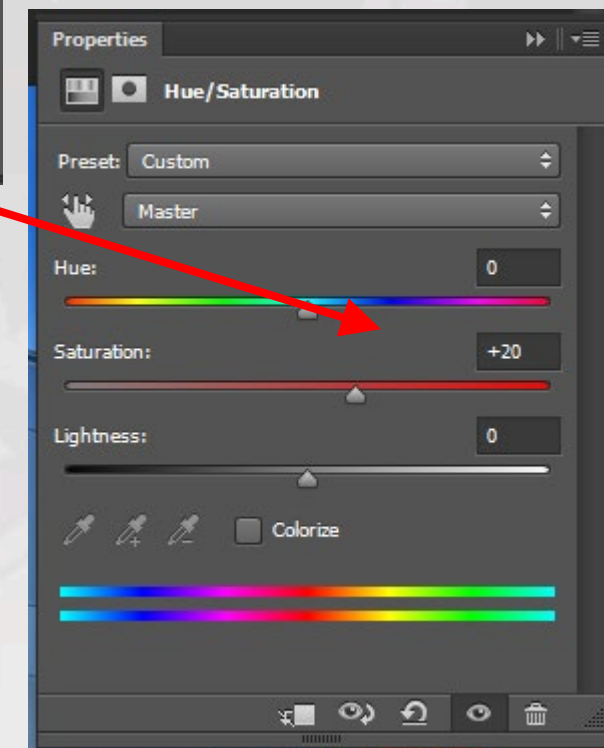 Properties
Hue/Saturation
Preset: Custom
Master
Hue: 0
Saturation: +20
Lightness: 0
Colorize